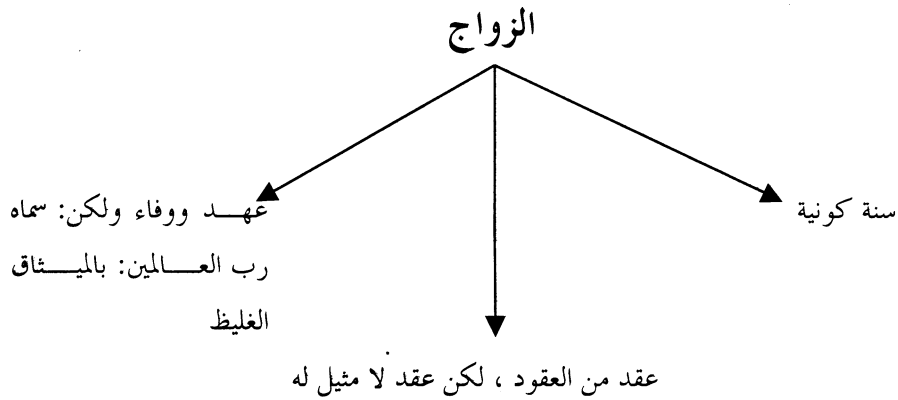 الزواج
سنة كونية
عهد ووفاء ولكن: سماه
رب العالمين: بالميثاق
الغليظ
عقد من العقود ، لكن عقد لا مثيل له